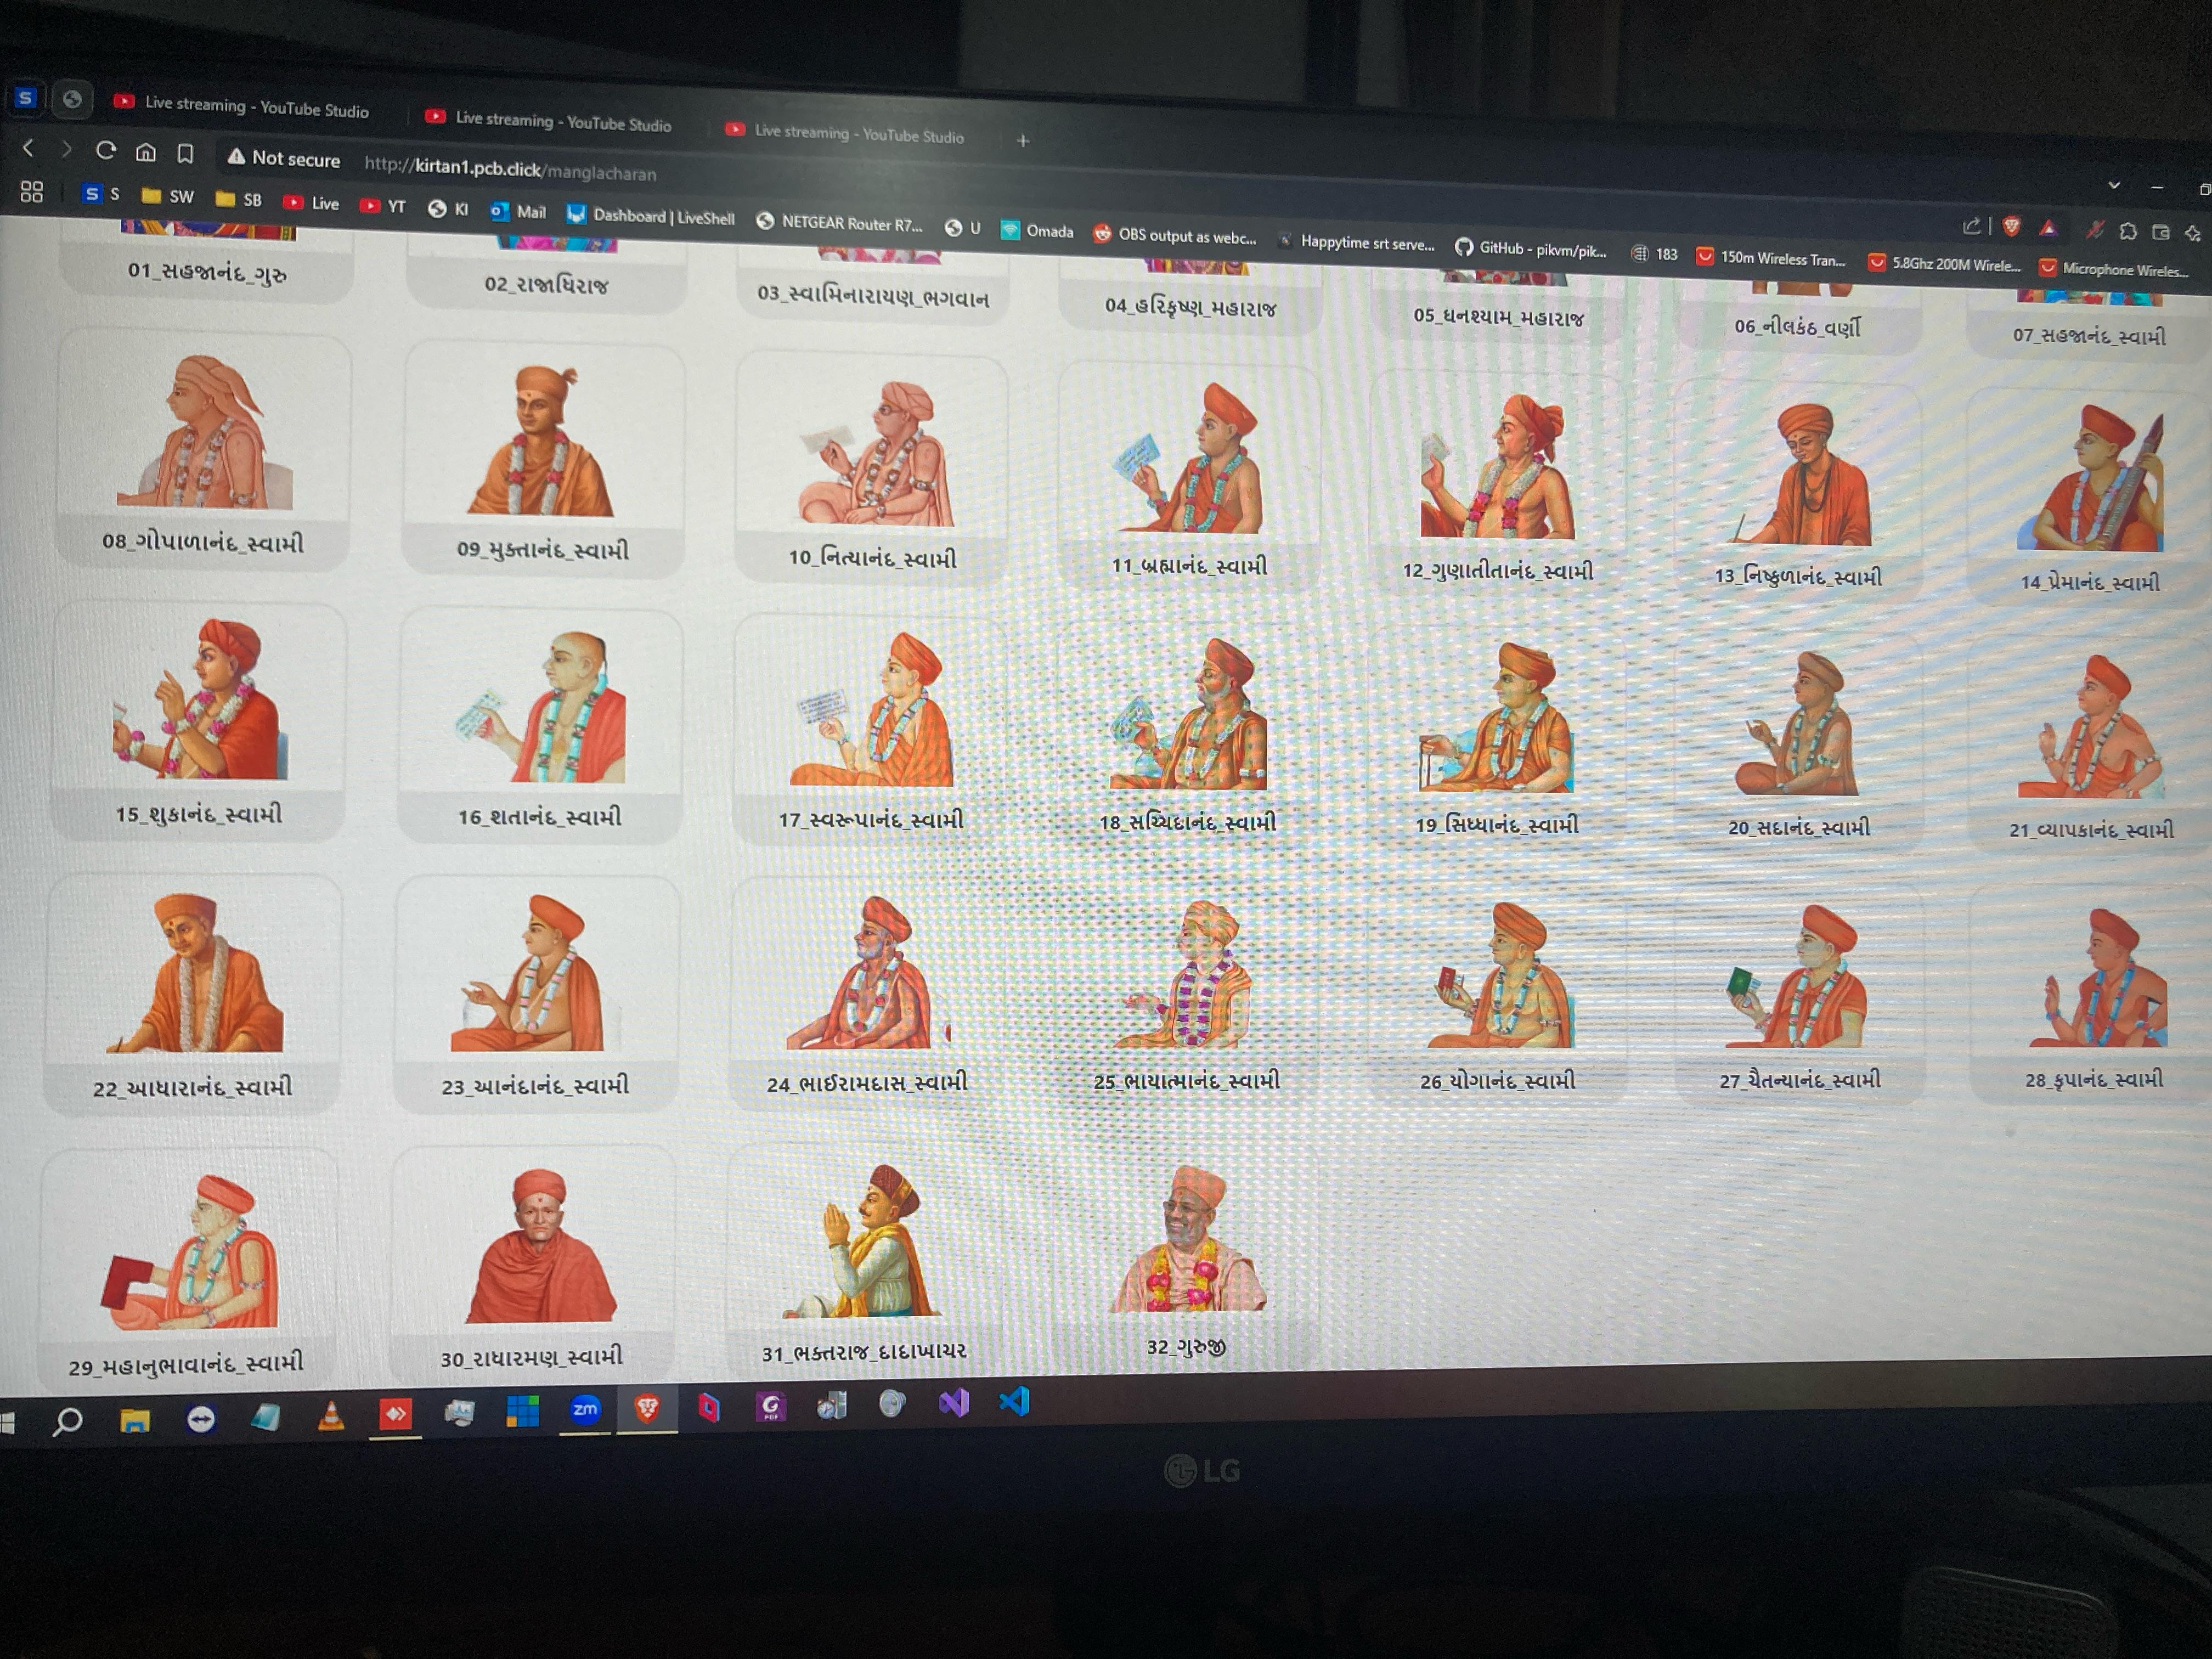 Live streaming - YouTube Studio
Live streaming - YouTube Studio
Live streaming - YouTube Studio
Not secure http://kirtan1.pcb.click/manglacharan
S SW SB Live YT KI Mail Dashboard | LiveShell NETGEAR Router R7... U Omada OBS output as webc... Happytime srt serve... GitHub - pikvm/pik... 183 150m Wireless Tran... 5.8Ghz 200M Wirele... Microphone Wireles...
01_સહજાનંદ_ગુરુ
02_રાજાધિરાજ
03_સ્વામિનારાયણ_ભગવાન
04_હરિકૃષ્ણ_મહારાજ
05_ઘનશ્યામ_મહારાજ
06_નીલકંઠ_વર્ણી
07_સહજાનંદ_સ્વામી
08_ગોપાળાનંદ_સ્વામી
09_મુક્તાનંદ_સ્વામી
10_નિત્યાનંદ_સ્વામી
11_બ્રહ્માનંદ_સ્વામી
12_ગુણાતીતાનંદ_સ્વામી
13_નિષ્કુળાનંદ_સ્વામી
14_પ્રેમાનંદ_સ્વામી
15_શુકાનંદ_સ્વામી
16_શતાનંદ_સ્વામી
17_સ્વરૂપાનંદ_સ્વામી
18_સચ્ચિદાનંદ_સ્વામી
19_સિધ્ધાનંદ_સ્વામી
20_સદાનંદ_સ્વામી
21_વ્યાપકાનંદ_સ્વામી
22_આધારાનંદ_સ્વામી
23_આનંદાનંદ_સ્વામી
24_ભાઈરામદાસ_સ્વામી
25_ભાયાત્માનંદ_સ્વામી
26_યોગાનંદ_સ્વામી
27_ચૈતન્યાનંદ_સ્વામી
28_કૃપાનંદ_સ્વામી
29_મહાનુભાવાનંદ_સ્વામી
30_રાધારમણ_સ્વામી
31_ભક્તરાજ_દાદાખાચર
32_ગુરુજી
zm
LG